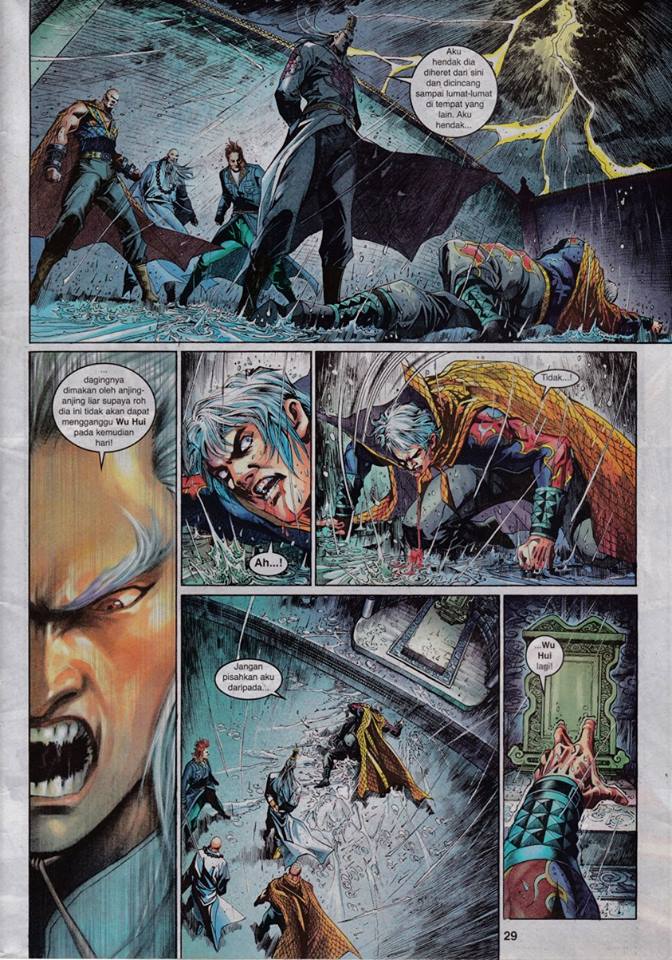 Aku
hendak dia
diheret dari sini
dan dicincang
sampai lumat-lumat
di tempat yang
lain. Aku
hendak...
...
dagingnya
dimakan oleh anjing-
anjing liar supaya roh
dia ini tidak akan dapat
mengganggu Wu Hui
pada kemudian
hari!
Ah...!
Tidak...!
Jangan
pisahkan aku
daripada...
...Wu
Hui
lagi!
29